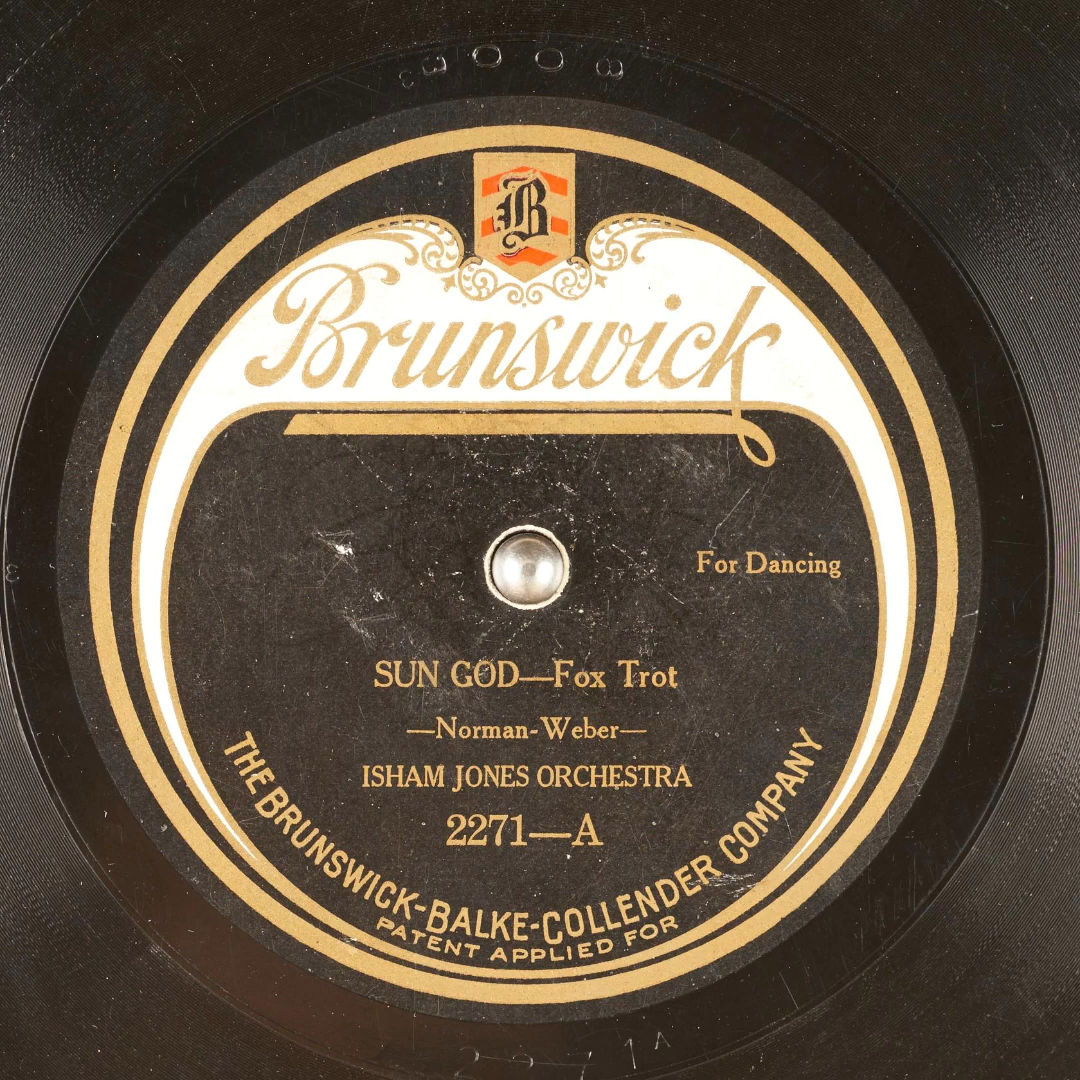 B
Brunswick
For Dancing
SUN GOD—Fox Trot
—Norman-Weber—
ISHAM JONES ORCHESTRA
2271—A
THE BRUNSWICK-BALKE-COLLENDER COMPANY
PATENT APPLIED FOR
2271A